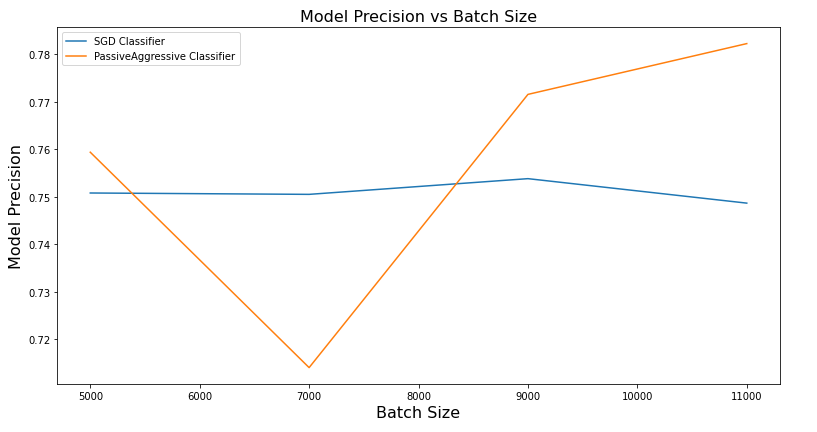 Model Precision vs Batch Size
SGD Classifier
PassiveAggressive Classifier
Model Precision
0.78
0.77
0.76
0.75
0.74
0.73
0.72
5000
6000
7000
8000
9000
10000
11000
Batch Size